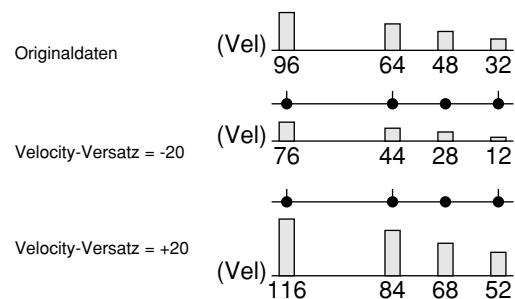 Originaldaten (Vel)
96 64 48 32
Velocity-Versatz = -20 (Vel)
76 44 28 12
Velocity-Versatz = +20 (Vel)
116 84 68 52